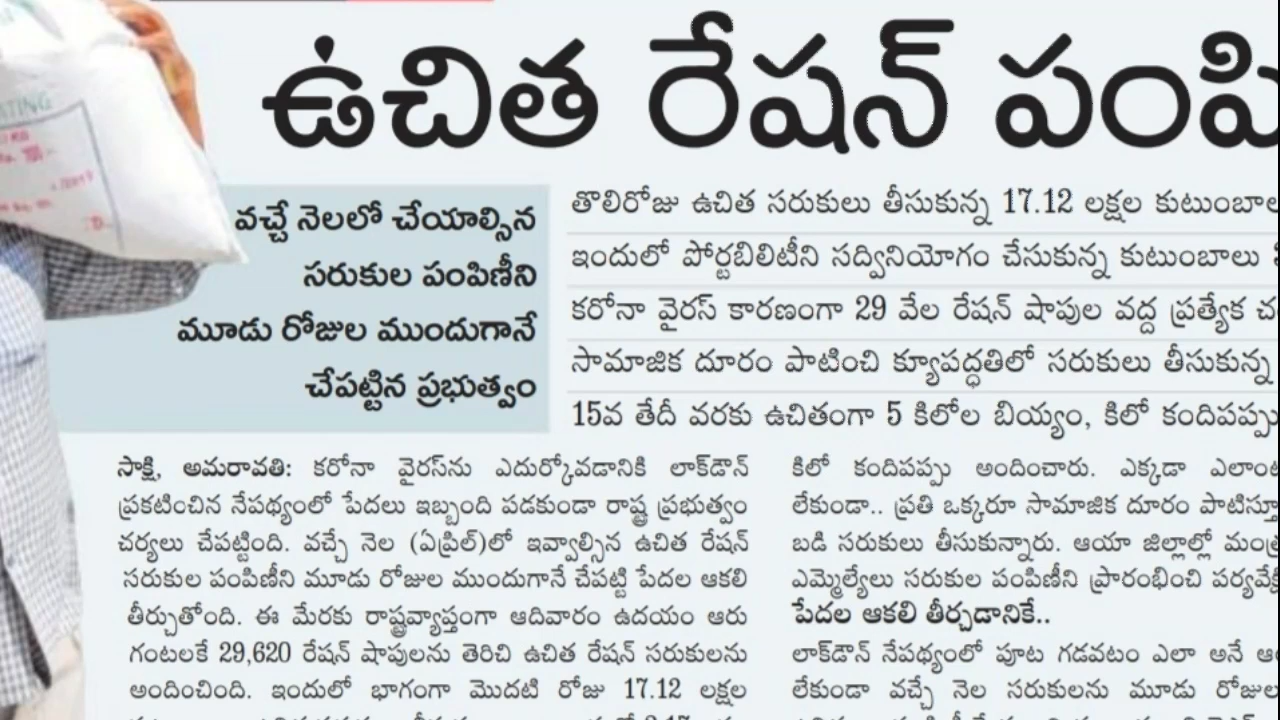 ఉచిత రేషన్
వచ్చే నెలలో చేయాల్సిన
సరుకుల పంపిణీని
మూడు రోజుల ముందుగానే
చేపట్టిన ప్రభుత్వం
తొలిరోజు ఉచిత సరుకులు తీసుకున్న 17.12 లక్షల
ఇందులో పోర్టబిలిటీని సద్వినియోగం చేసుకున్న కుటుంబాలు
కరోనా వైరస్ కారణంగా 29 వేల రేషన్ షాపుల వద్ద ప్రత్యేక
సామాజిక దూరం పాటించి క్యూపద్ధతిలో సరుకులు తీసుకున్న
15వ తేదీ వరకు ఉచితంగా 5 కిలోల బియ్యం, కిలో కందిపప్పు
సాక్షి, అమరావతి: కరోనా వైరస్‌ను ఎదుర్కోవడానికి లాక్‌డౌన్
ప్రకటించిన నేపథ్యంలో పేదలు ఇబ్బంది పడకుండా రాష్ట్ర ప్రభుత్వం
చర్యలు చేపట్టింది. వచ్చే నెల (ఏప్రిల్)లో ఇవ్వాల్సిన ఉచిత రేషన్
సరుకుల పంపిణీని మూడు రోజుల ముందుగానే చేపట్టి పేదల ఆకలి
తీర్చుతోంది. ఈ మేరకు రాష్ట్రవ్యాప్తంగా ఆదివారం ఉదయం ఆరు
గంటలకే 29,620 రేషన్ షాపులను తెరిచి ఉచిత రేషన్ సరుకులను
అందించింది. ఇందులో భాగంగా మొదటి రోజు 17.12 లక్షల
కిలో కందిపప్పు అందించారు. ఎక్కడా
లేకుండా.. ప్రతి ఒక్కరూ సామాజిక దూరం
బడి సరుకులు తీసుకున్నారు. ఆయా జిల్లాల్లో
ఎమ్మెల్యేలు సరుకుల పంపిణీని ప్రారంభించి
పేదల ఆకలి తీర్చడానికే..
లాక్‌డౌన్ నేపథ్యంలో పూట గడవటం ఎలా అనే
లేకుండా వచ్చే నెల సరుకులను మూడు